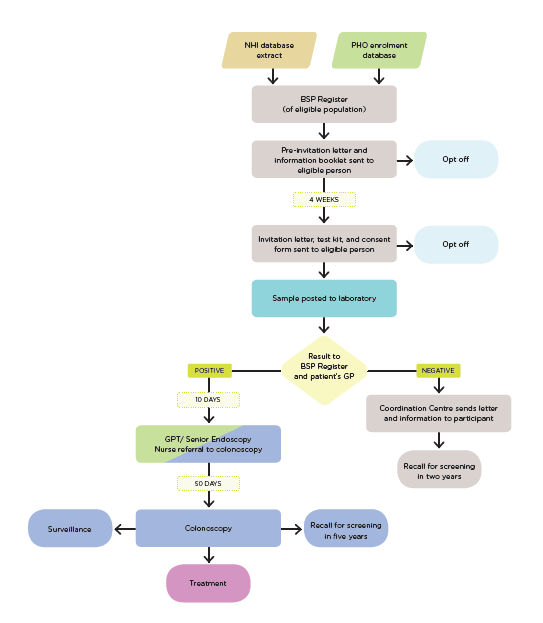 NHI database
extract
PHO enrolment
database
BSP Register
(of eligible population)
Pre-invitation letter and
information booklet sent to
eligible person
Opt off
4 WEEKS
Invitation letter, test kit, and consent
form sent to eligible person
Opt off
Sample posted to laboratory
Result to
BSP Register
and patient's GP
POSITIVE
NEGATIVE
10 DAYS
Coordination Centre sends letter
and information to participant
GPT/ Senior Endoscopy
Nurse referral to colonoscopy
Recall for screening
in two years
50 DAYS
Surveillance
Colonoscopy
Recall for screening
in five years
Treatment